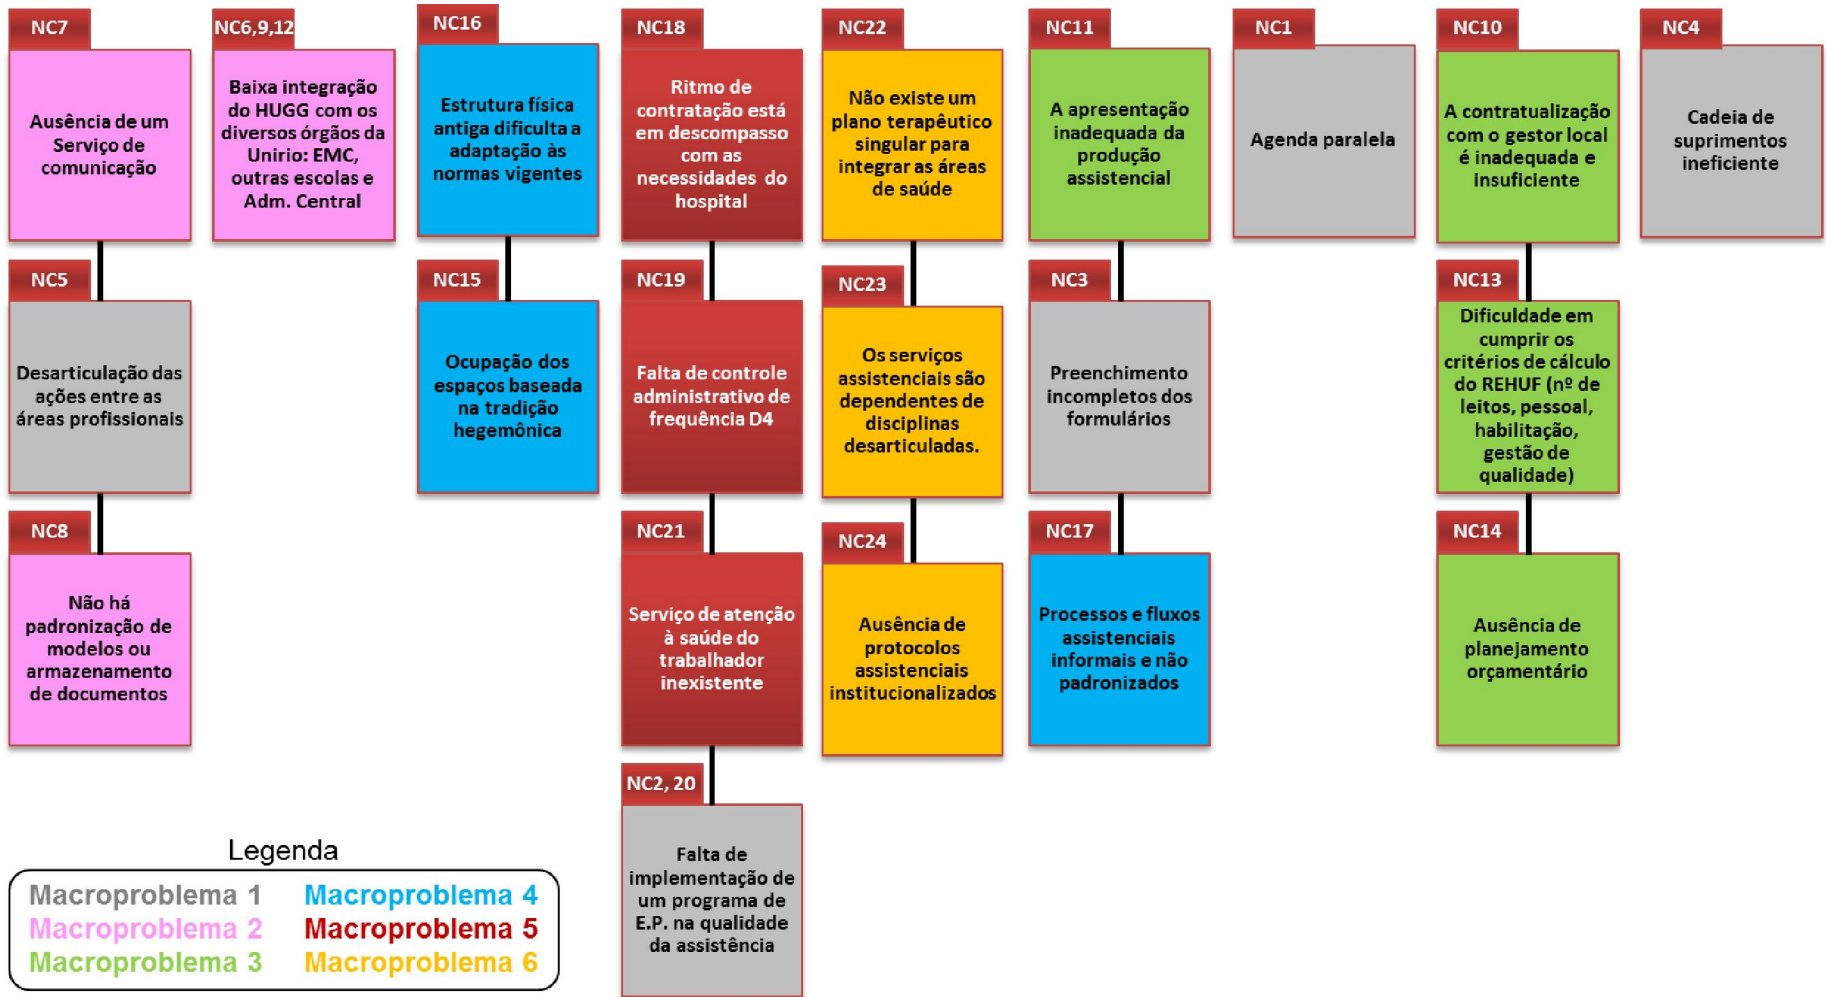 NC7
Ausência de um
Serviço de
comunicação
NC5
Desarticulação das
ações entre as
áreas profissionais
NC8
Não há
padronização de
modelos ou
armazenamento
de documentos
NC6,9,12
Baixa integração
do HUGG com os
diversos órgãos da
Unirio: EMC,
outras escolas e
Adm. Central
NC16
Estrutura física
antiga dificulta a
adaptação às
normas vigentes
NC15
Ocupação dos
espaços baseada
na tradição
hegemônica
NC18
Ritmo de
contratação está
em descompasso
com as
necessidades do
hospital
NC19
Falta de controle
administrativo de
frequência D4
NC21
Serviço de atenção
à saúde do
trabalhador
inexistente
NC2, 20
Falta de
implementação de
um programa de
E.P. na qualidade
da assistência
NC22
Não existe um
plano terapêutico
singular para
integrar as áreas
de saúde
NC23
Os serviços
assistenciais são
dependentes de
disciplinas
desarticuladas.
NC24
Ausência de
protocolos
assistenciais
institucionalizados
NC11
A apresentação
inadequada da
produção
assistencial
NC3
Preenchimento
incompletos dos
formulários
NC17
Processos e fluxos
assistenciais
informais e não
padronizados
NC1
Agenda paralela
NC10
A contratualização
com o gestor local
é inadequada e
insuficiente
NC13
Dificuldade em
cumprir os
critérios de cálculo
do REHUF (nº de
leitos, pessoal,
habilitação,
gestão de
qualidade)
NC14
Ausência de
planejamento
orçamentário
NC4
Cadeia de
suprimentos
ineficiente
Legenda
Macroproblema 1
Macroproblema 2
Macroproblema 3
Macroproblema 4
Macroproblema 5
Macroproblema 6